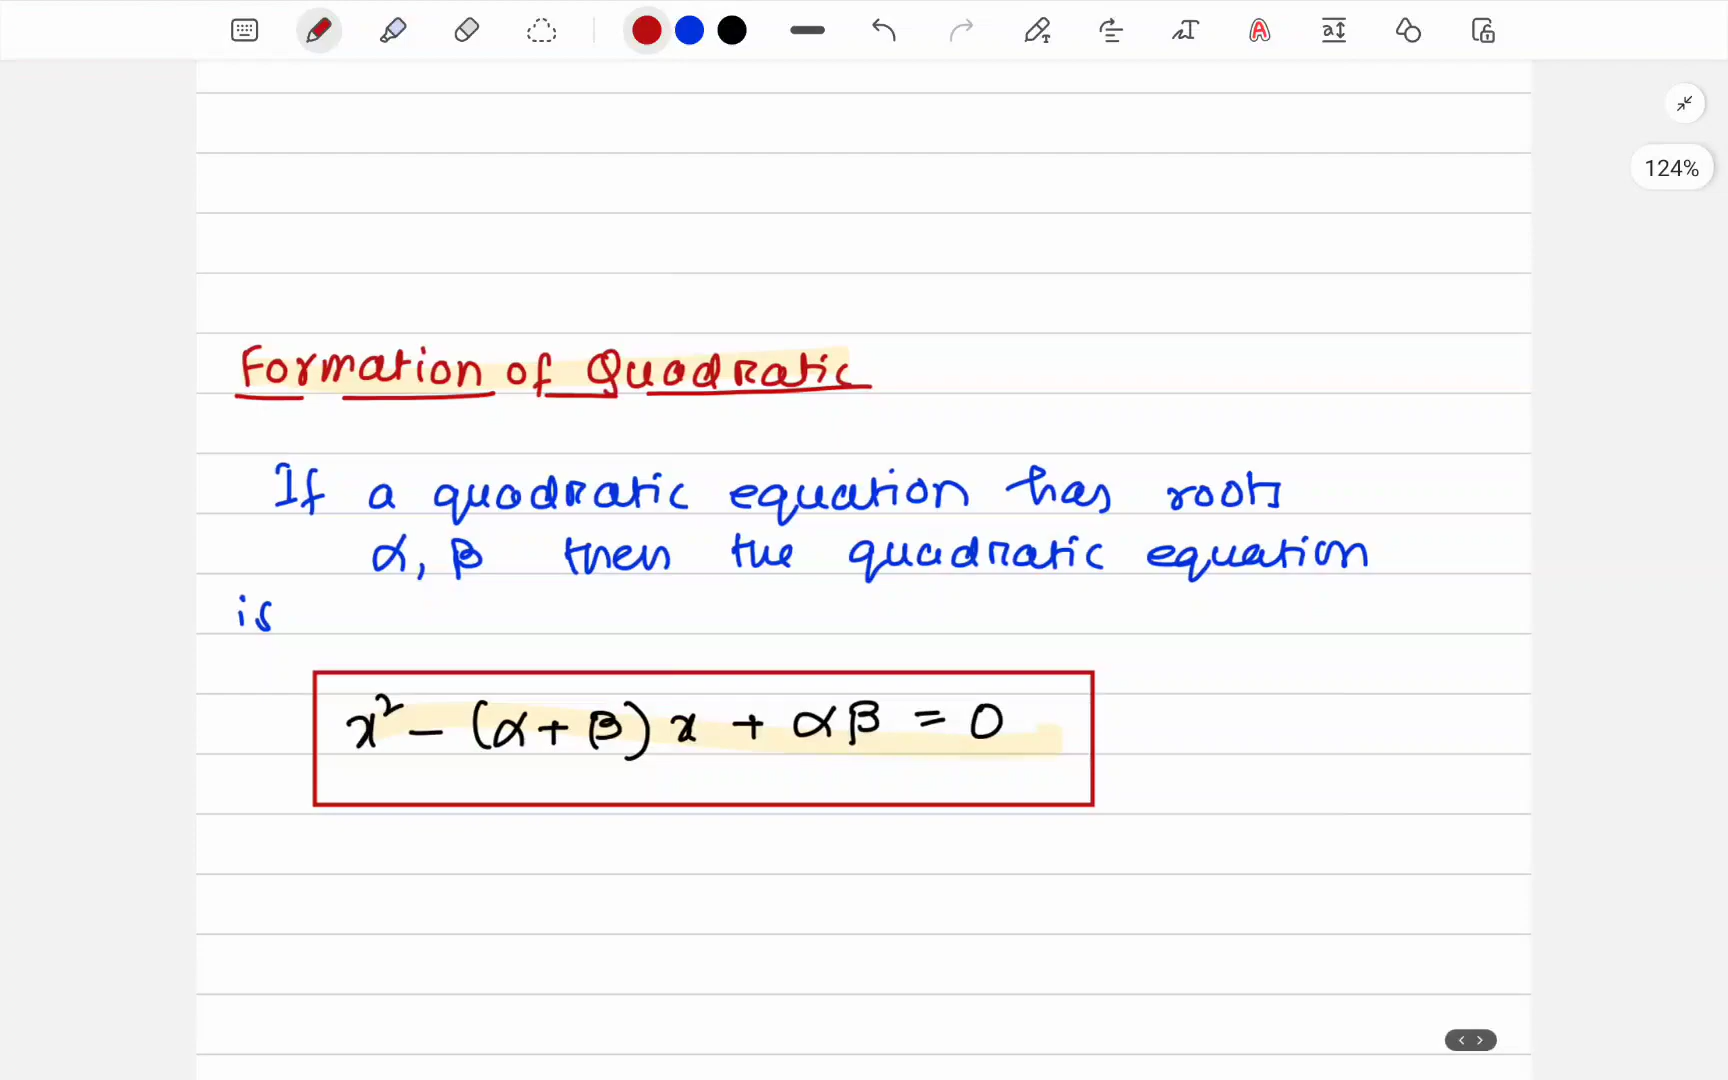 124%
Formation of Quadratic
If a quadratic equation has roots
α, β then the quadratic equation
is
x² - (α + β) x + αβ = 0